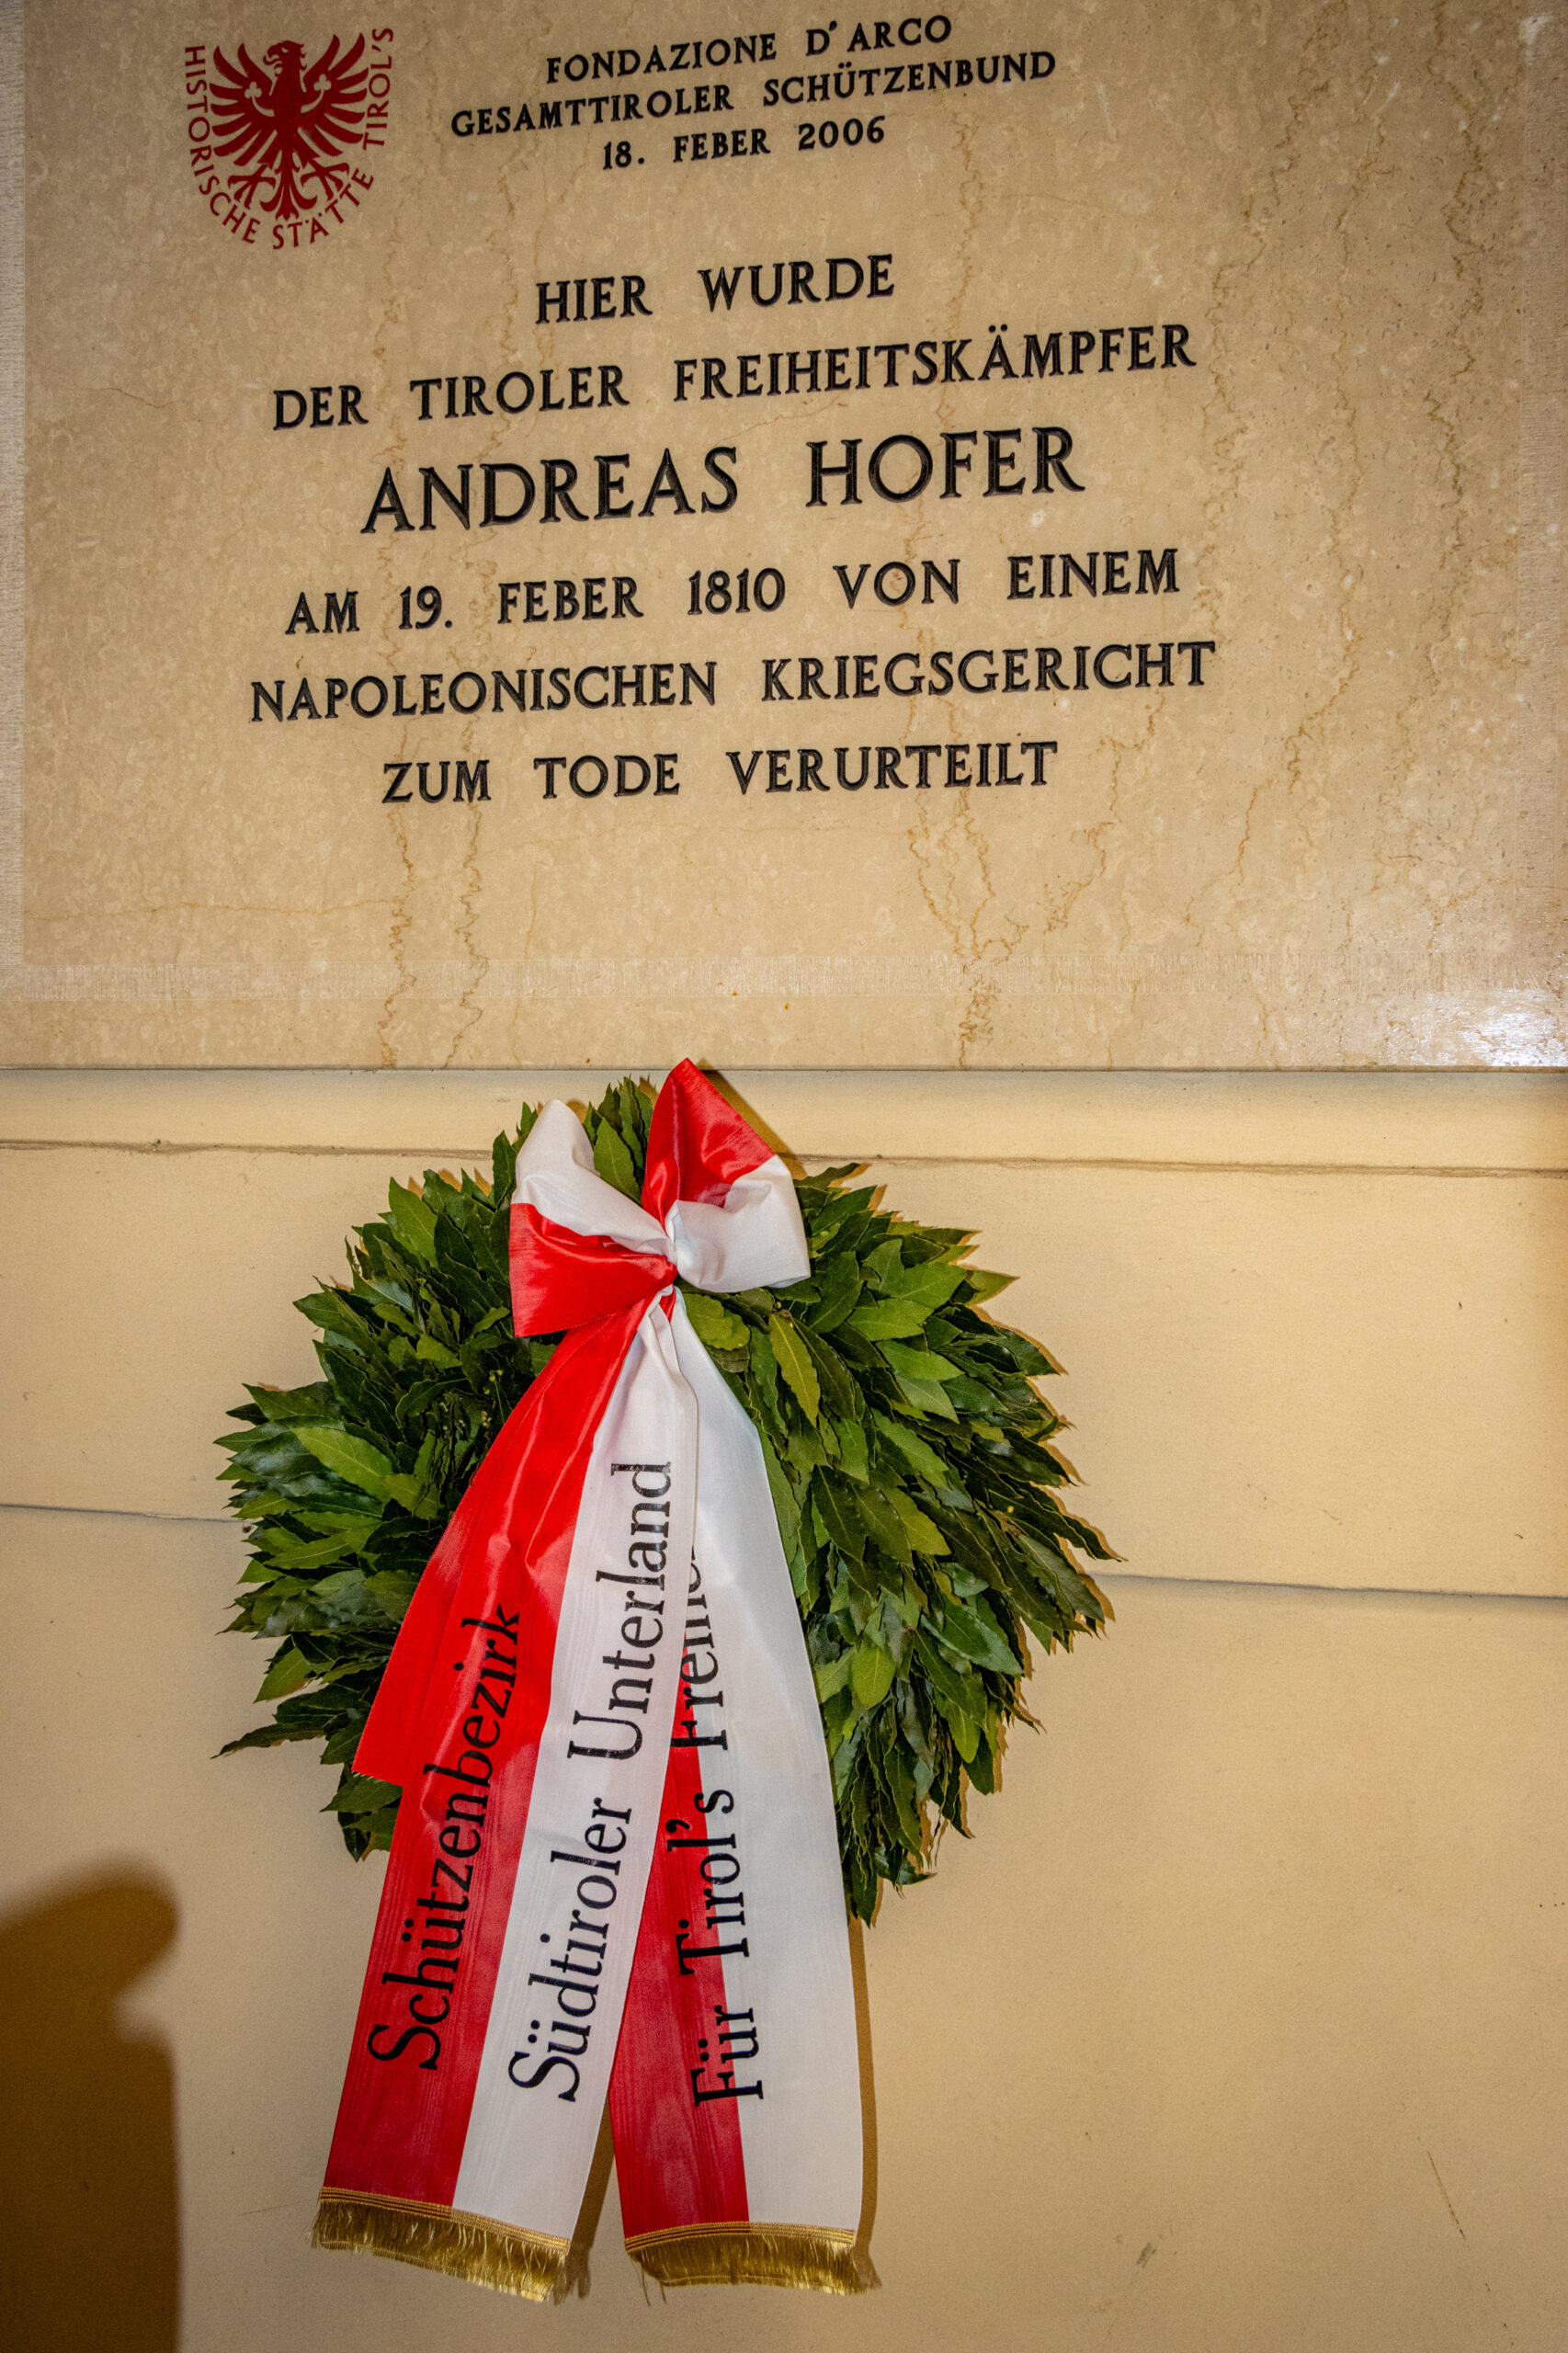 HISTORISCHE STÄTTE TIROL'S
FONDAZIONE D'ARCO
GESAMTTIROLER SCHÜTZENBUND
18. FEBER 2006
HIER WURDE
DER TIROLER FREIHEITSKÄMPFER
ANDREAS HOFER
AM 19. FEBER 1810 VON EINEM
NAPOLEONISCHEN KRIEGSGERICHT
ZUM TODE VERURTEILT
Schützenbezirk
Südtiroler Unterland
Für Tirol's